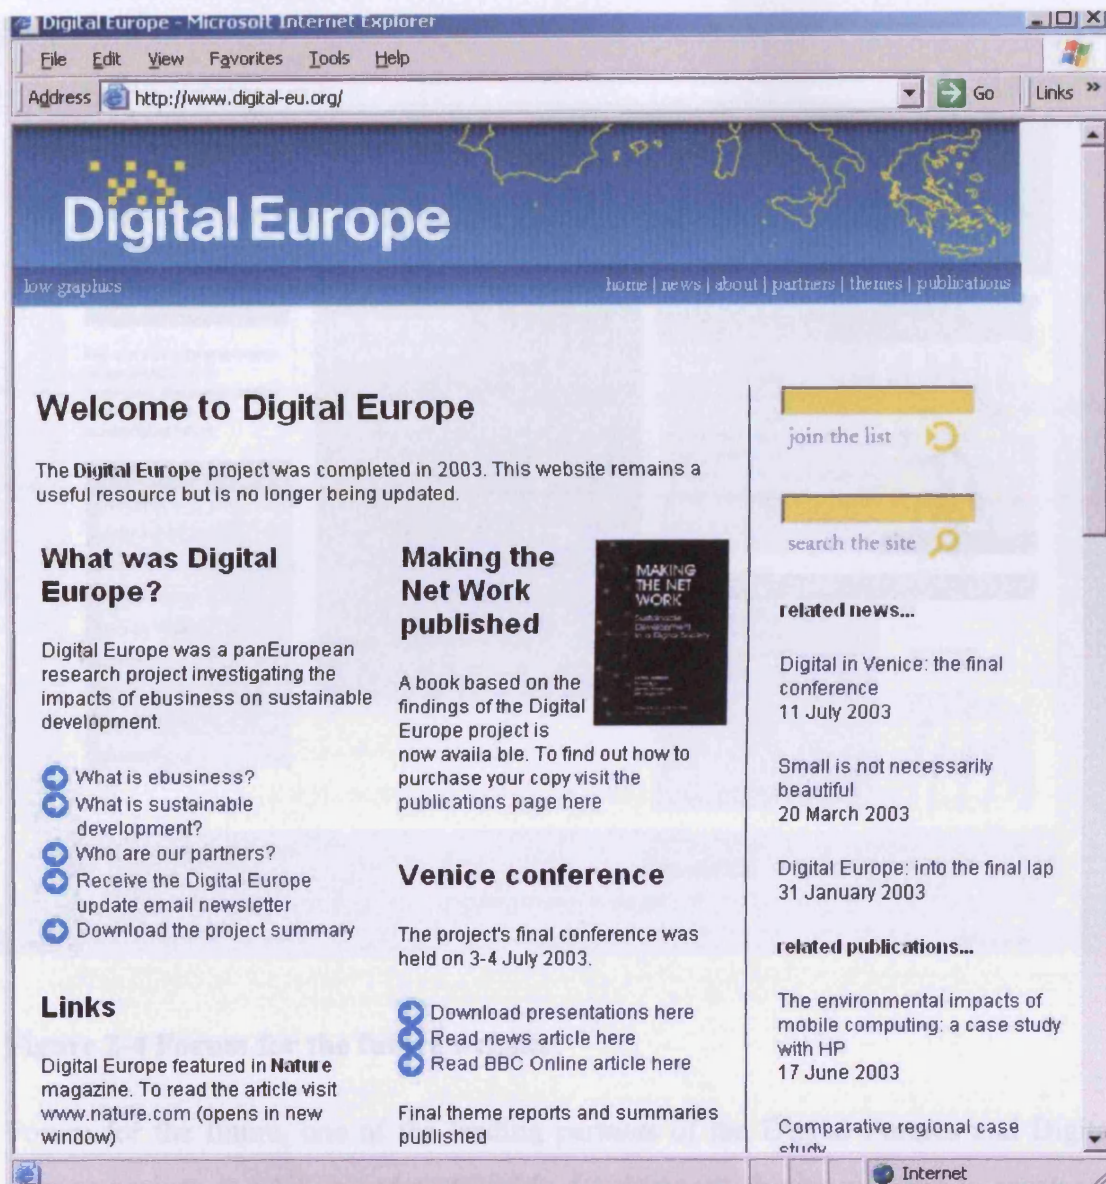 Digital Europe - Microsoft Internet Explorer
File Edit View Favorites Tools Help
Address http://www.digital-eu.org/ Go Links »
Digital Europe
low graphics
home | news | about | partners | themes | publications
Welcome to Digital Europe
The Digital Europe project was completed in 2003. This website remains a
useful resource but is no longer being updated.
What was Digital
Europe?
Digital Europe was a panEuropean
research project investigating the
impacts of ebusiness on sustainable
development.
What is ebusiness?
What is sustainable
development?
Who are our partners?
Receive the Digital Europe
update email newsletter
Download the project summary
Links
Digital Europe featured in Nature
magazine. To read the article visit
www.nature.com (opens in new
window)
Making the
Net Work
published
MAKING
THE NET
WORK
Sustainable
Development
in a Digital Society
A book based on the
findings of the Digital
Europe project is
now availa ble. To find out how to
purchase your copy visit the
publications page here
Venice conference
The project's final conference was
held on 3-4 July 2003.
Download presentations here
Read news article here
Read BBC Online article here
Final theme reports and summaries
published
join the list
search the site
related news...
Digital in Venice: the final
conference
11 July 2003
Small is not necessarily
beautiful
20 March 2003
Digital Europe: into the final lap
31 January 2003
related publications...
The environmental impacts of
mobile computing: a case study
with HP
17 June 2003
Comparative regional case
study
Internet